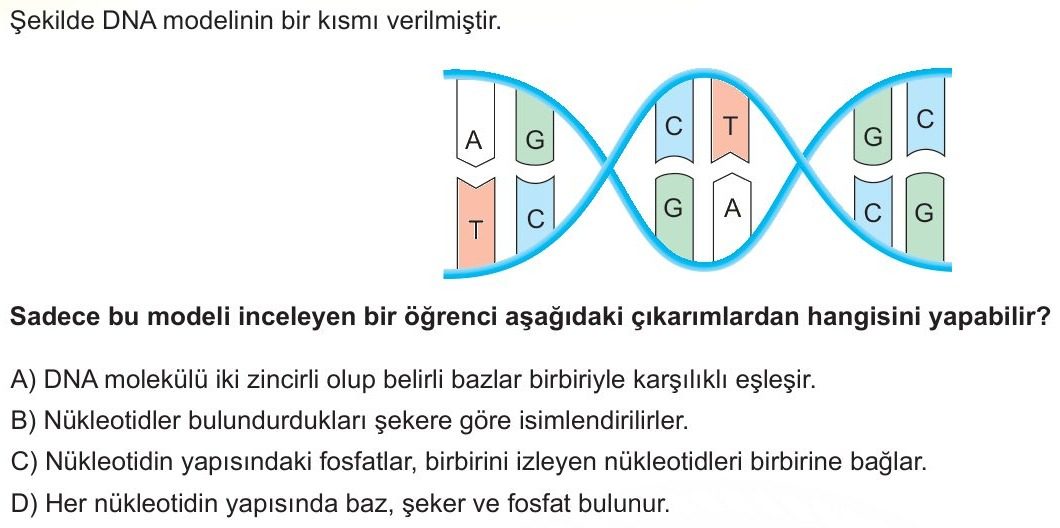 Şekilde DNA modelinin bir kısmı verilmiştir.
A G C T G C
T C G A C G
Sadece bu modeli inceleyen bir öğrenci aşağıdaki çıkarımlardan hangisini yapabilir?
A) DNA molekülü iki zincirli olup belirli bazlar birbiriyle karşılıklı eşleşir.
B) Nükleotidler bulundurdukları şekere göre isimlendirilirler.
C) Nükleotidin yapısındaki fosfatlar, birbirini izleyen nükleotidleri birbirine bağlar.
D) Her nükleotidin yapısında baz, şeker ve fosfat bulunur.